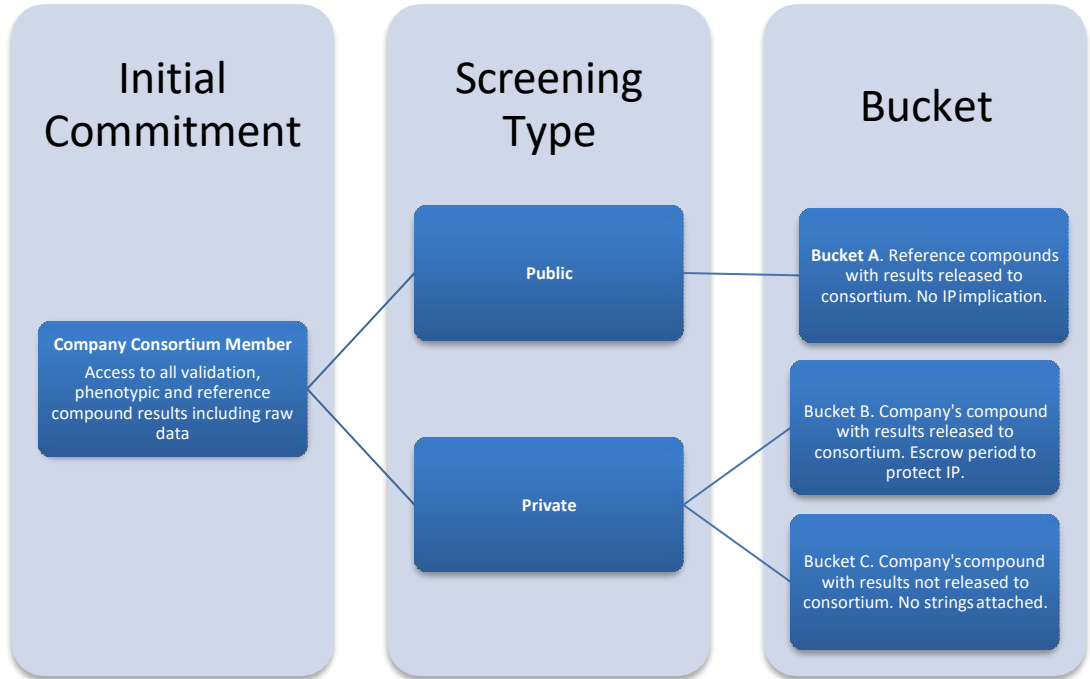 Initial
Commitment
Company Consortium Member
Access to all validation,
phenotypic and reference
compound results including raw
data
Screening
Type
Public
Private
Bucket
Bucket A. Reference compounds
with results released to
consortium. No IP implication.
Bucket B. Company's compound
with results released to
consortium. Escrow period to
protect IP.
Bucket C. Company's compound
with results not released to
consortium. No strings attached.